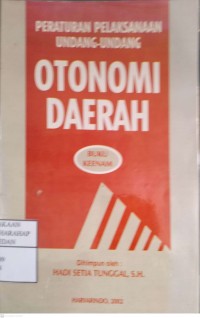 PERATURAN PELAKSANAAN
UNDANG-UNDANG
OTONOMI
DAERAH
BUKU
KEENAM
Dihimpun oleh :
HADI SETIA TUNGGAL, S.H.
HARVARINDO, 2002